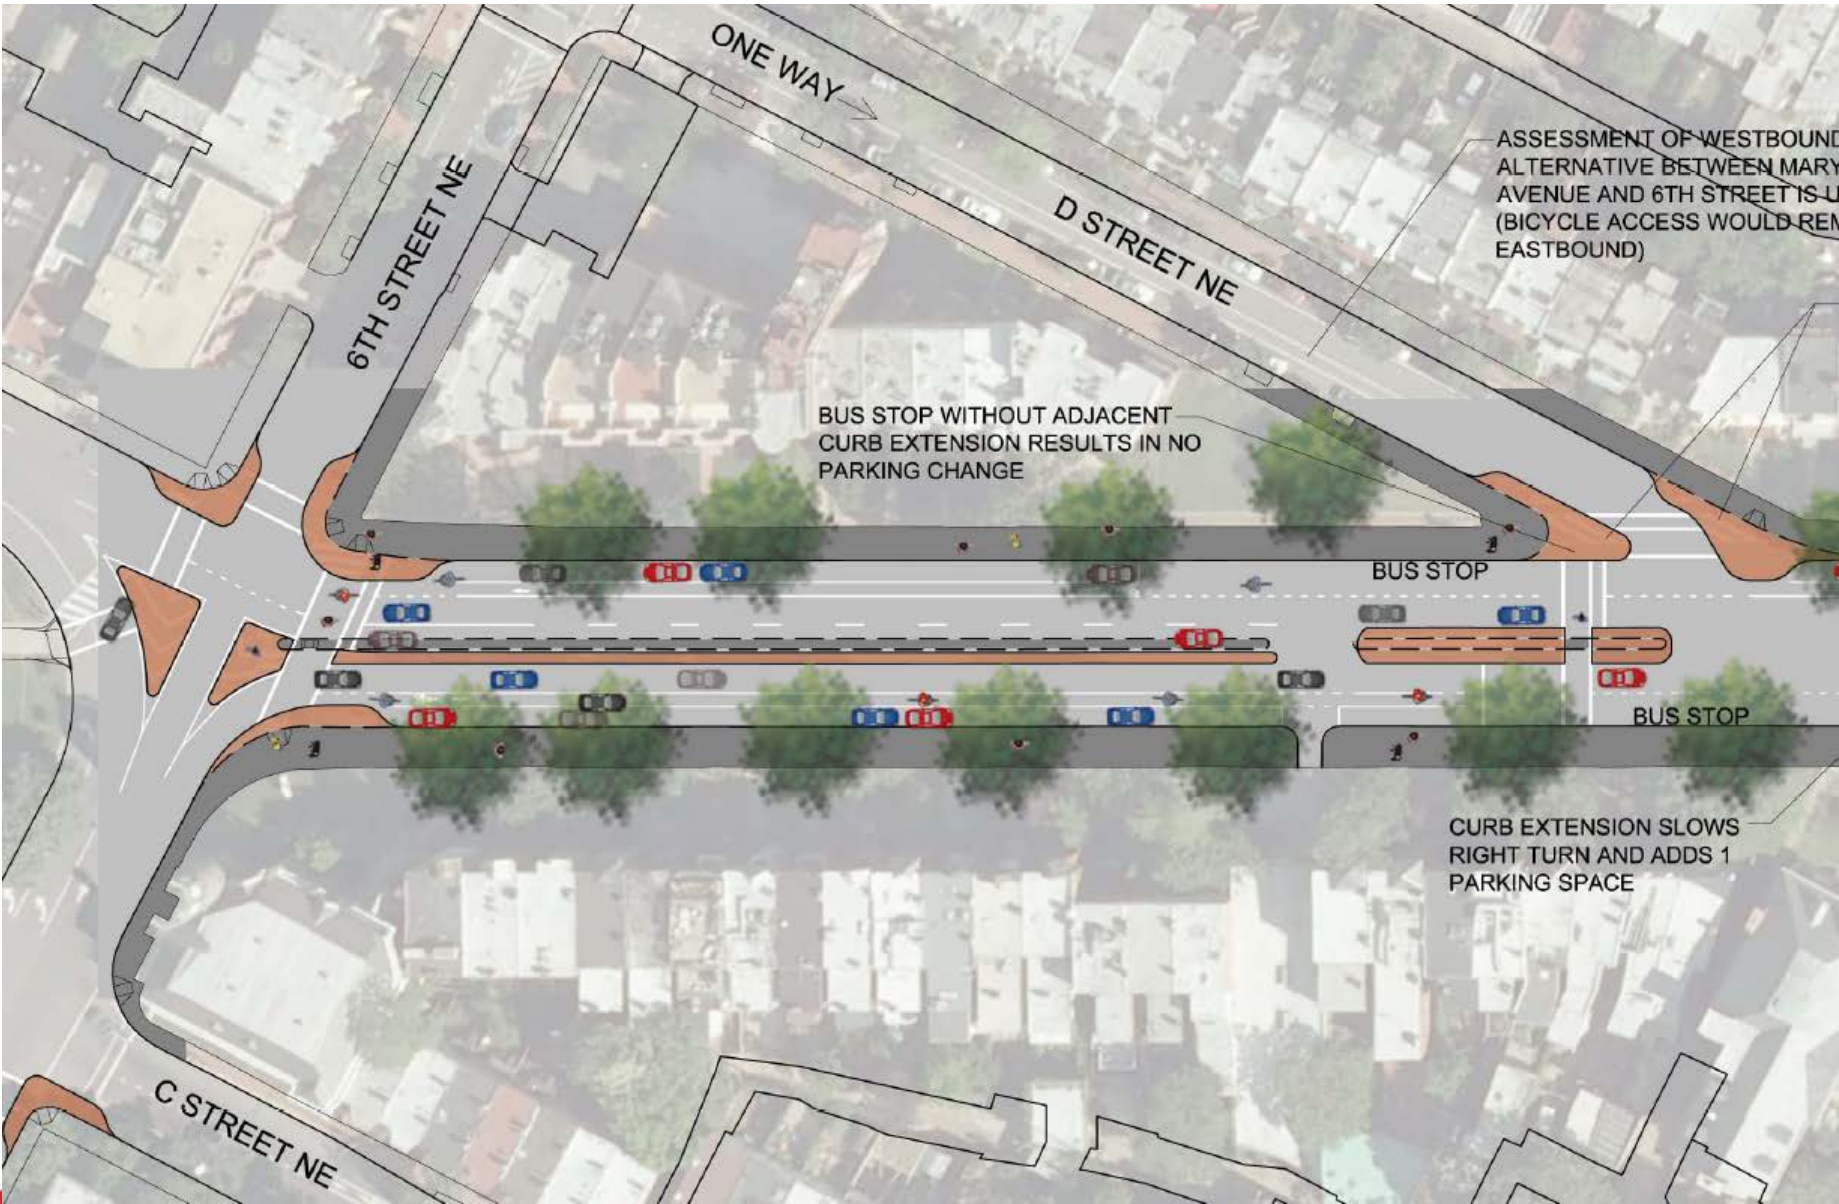 ONE WAY
6TH STREET NE
D STREET NE
ASSESSMENT OF WESTBOUND
ALTERNATIVE BETWEEN MARY
AVENUE AND 6TH STREET IS U
(BICYCLE ACCESS WOULD REM
EASTBOUND)
BUS STOP WITHOUT ADJACENT
CURB EXTENSION RESULTS IN NO
PARKING CHANGE
BUS STOP
BUS STOP
CURB EXTENSION SLOWS
RIGHT TURN AND ADDS 1
PARKING SPACE
C STREET NE